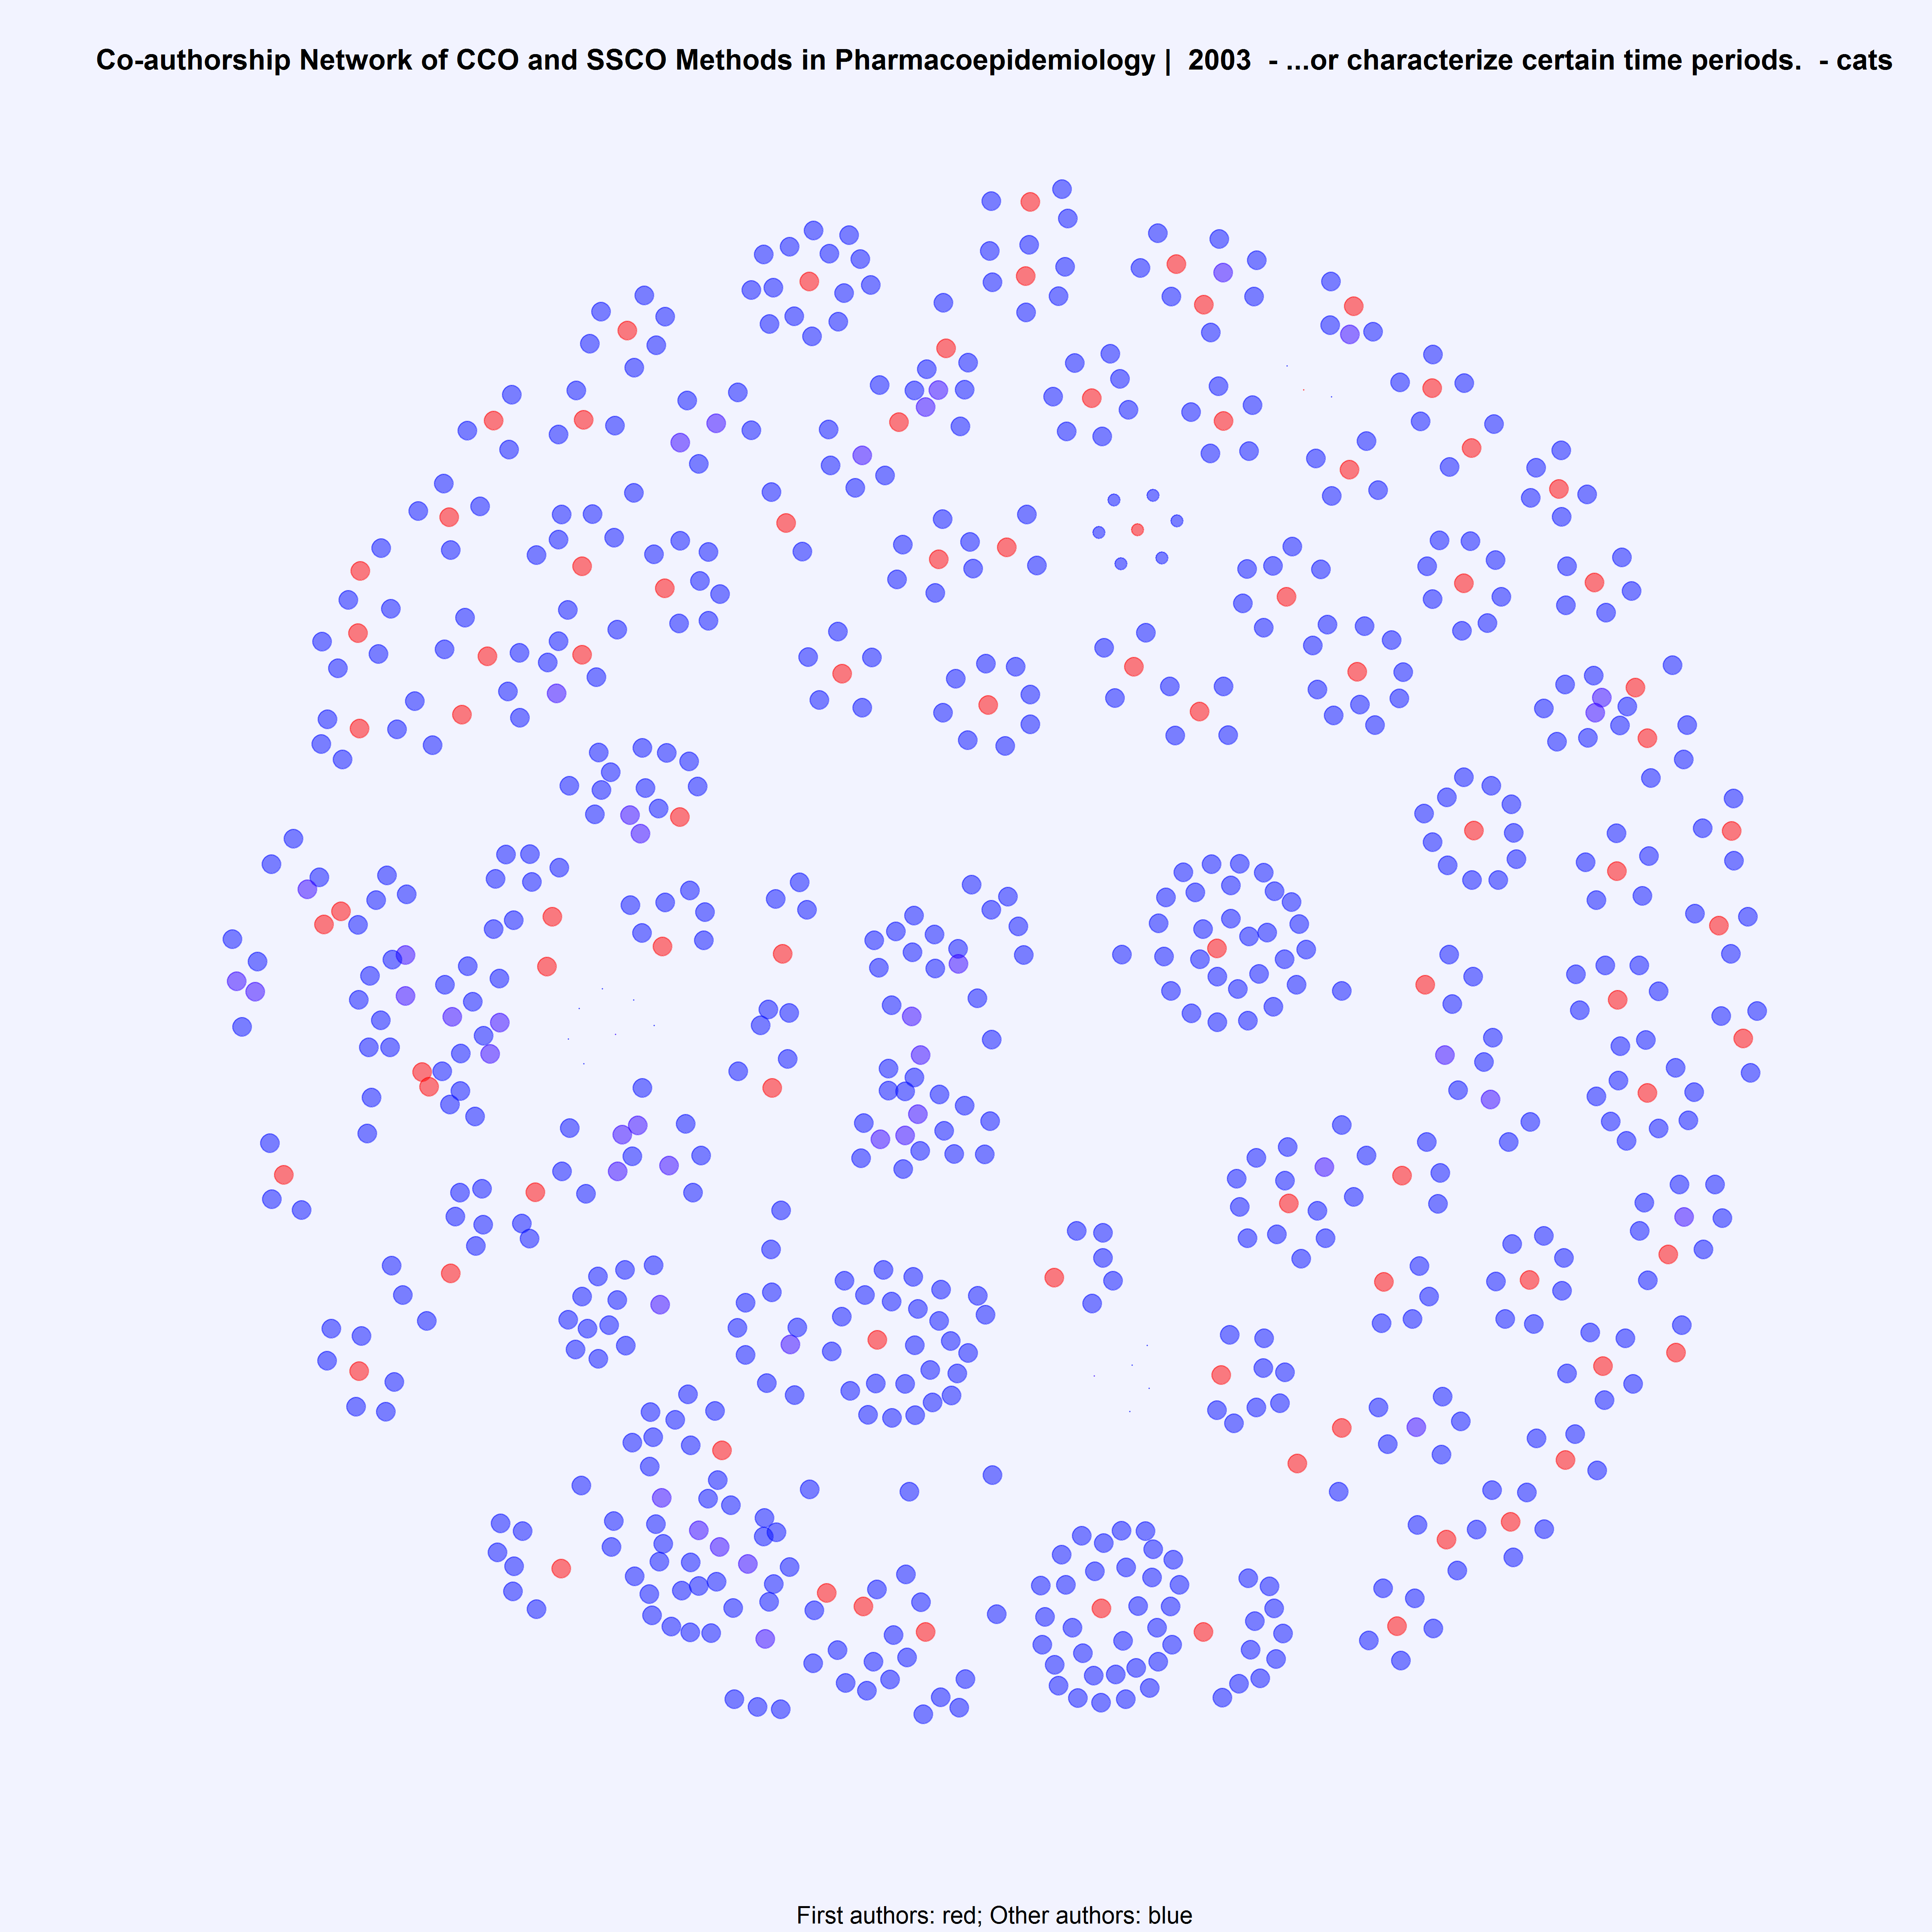 Co-authorship Network of CCO and SSCO Methods in Pharmacoepidemiology | 2003 - ...or characterize certain time periods. - cats
First authors: red; Other authors: blue